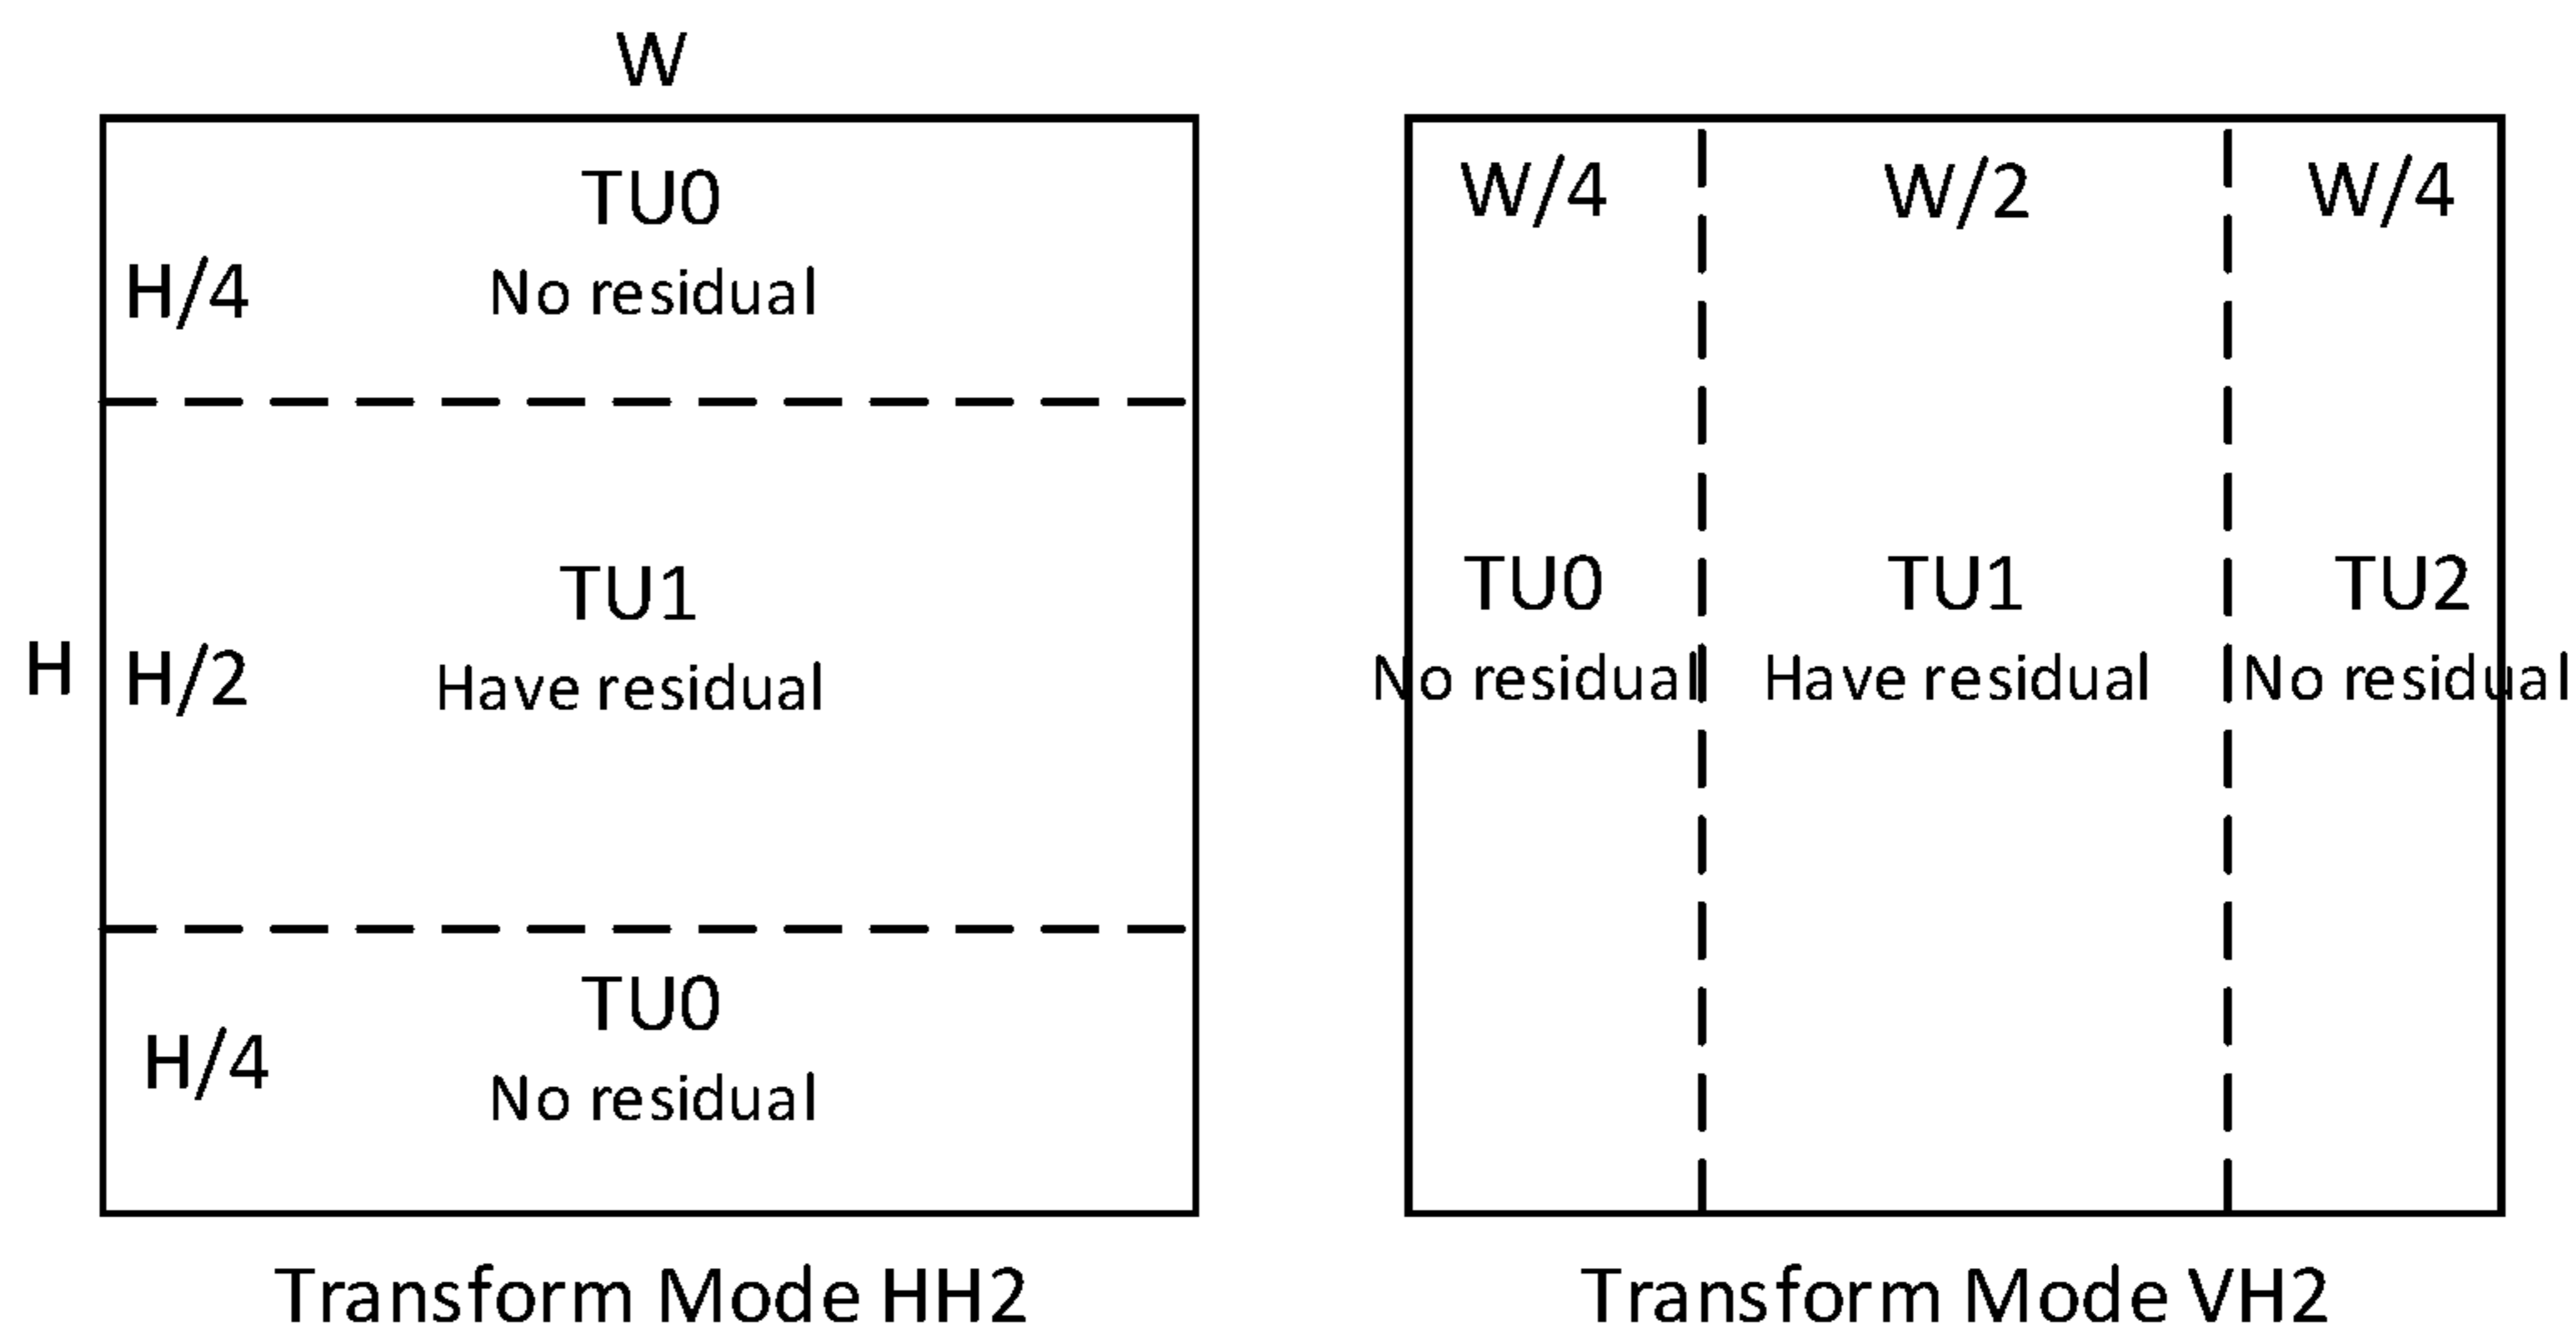 W
TU0
H/4 No residual
TU1
H H/2 Have residual
TU0
H/4 No residual
Transform Mode HH2
W/4 W/2 W/4
TU0 TU1 TU2
No residual Have residual No residual
Transform Mode VH2